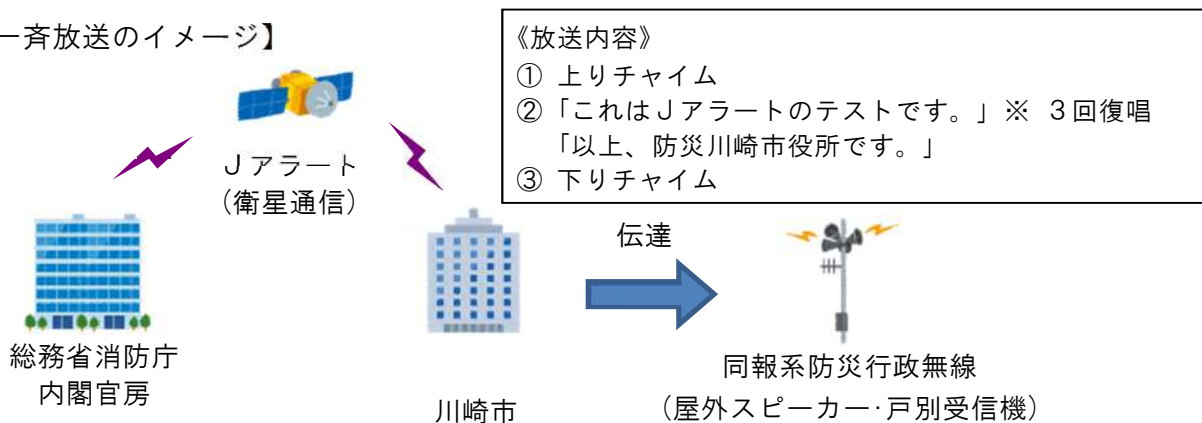 一斉放送のイメージ】
《放送内容》
① 上りチャイム
②「これはＪアラートのテストです。」※ ３回復唱
「以上、防災川崎市役所です。」
③ 下りチャイム
Ｊアラート
（衛星通信）
伝達
総務省消防庁
内閣官房
川崎市
同報系防災行政無線
（屋外スピーカー･戸別受信機）